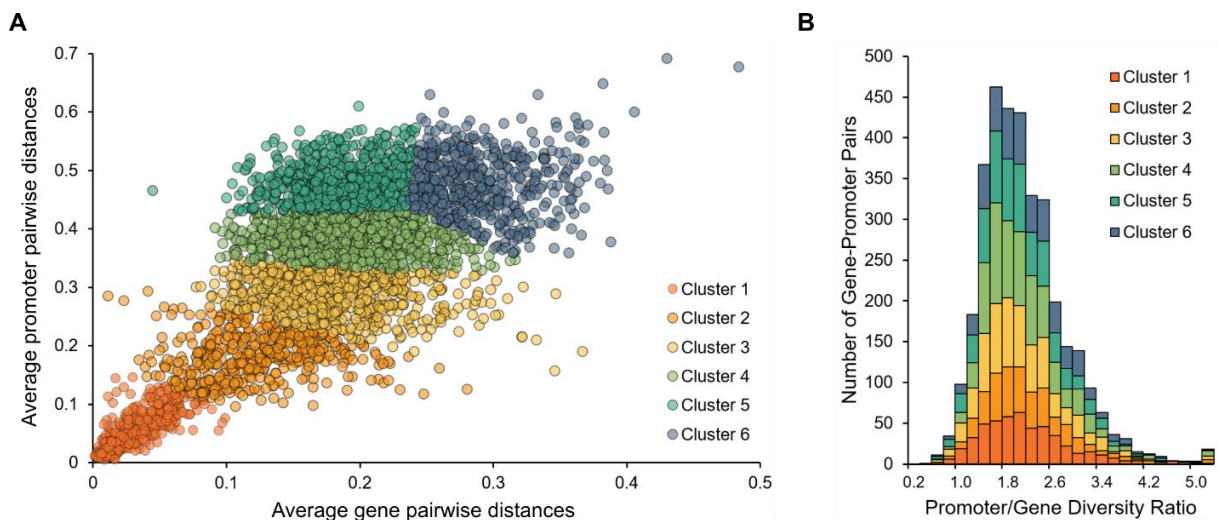 A
Average promoter pairwise distances
0.7
0.6
0.5
0.4
0.3
0.2
0.1
0
0
0.1
0.2
0.3
0.4
0.5
Average gene pairwise distances
Cluster 1
Cluster 2
Cluster 3
Cluster 4
Cluster 5
Cluster 6
B
Number of Gene-Promoter Pairs
500
450
400
350
300
250
200
150
100
50
0
0.2
1.0
1.8
2.6
3.4
4.2
5.0
Promoter/Gene Diversity Ratio
Cluster 1
Cluster 2
Cluster 3
Cluster 4
Cluster 5
Cluster 6